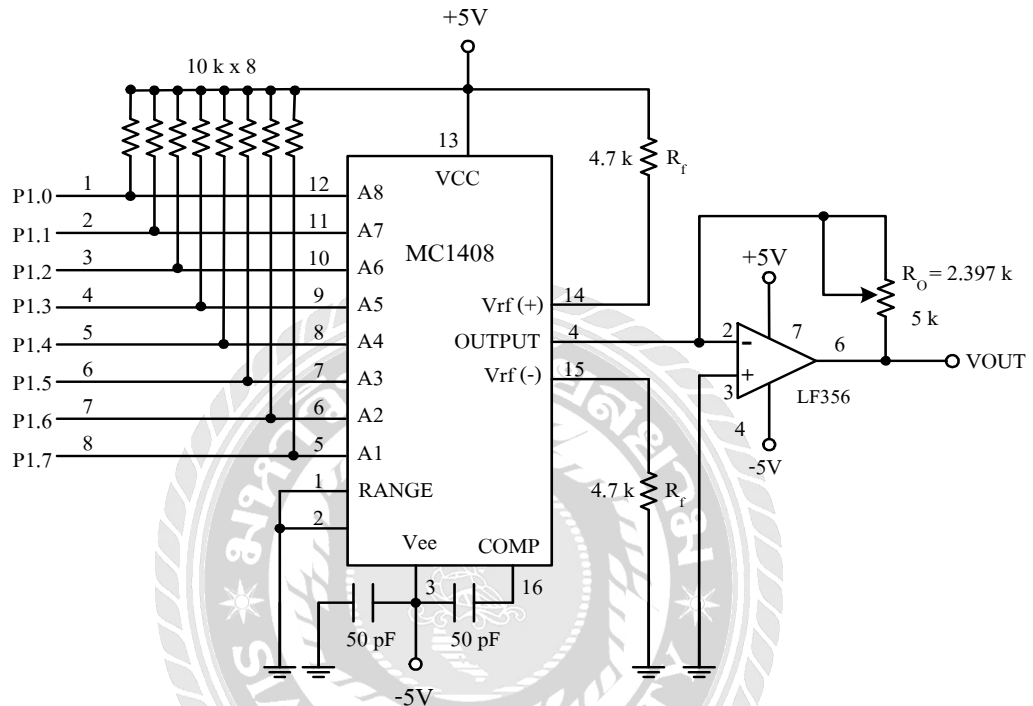 +5V
10 k x 8
13
VCC
4.7 k
R_f
P1.0
1
12
A8
P1.1
2
11
A7
MC1408
P1.2
3
10
A6
+5V
R_O = 2.397 k
P1.3
4
9
A5
Vrf (+)
14
5 k
P1.4
5
8
A4
OUTPUT
4
2
-
7
6
VOUT
P1.5
6
7
A3
Vrf (-)
15
+
3
LF356
P1.6
7
6
A2
4
P1.7
8
5
A1
-5V
1
RANGE
4.7 k
R_f
2
Vee
COMP
3
16
50 pF
50 pF
-5V